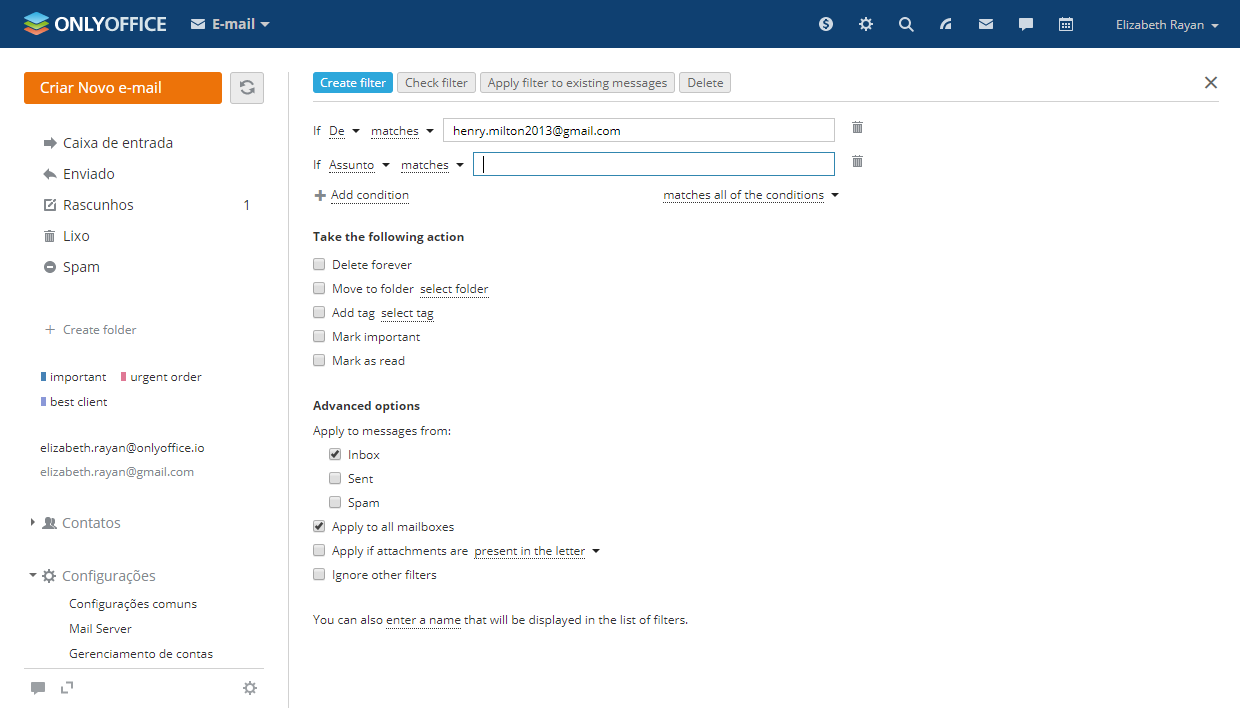 ONLYOFFICE E-mail Elizabeth Rayan
Criar Novo e-mail
Caixa de entrada
Enviado
Rascunhos 1
Lixo
Spam
Create folder
important urgent order
best client
elizabeth.rayan@onlyoffice.io
elizabeth.rayan@gmail.com
Contatos
Configurações
Configurações comuns
Mail Server
Gerenciamento de contas
Create filter Check filter Apply filter to existing messages Delete
If De matches henry.milton2013@gmail.com
If Assunto matches
Add condition matches all of the conditions
Take the following action
Delete forever
Move to folder select folder
Add tag select tag
Mark important
Mark as read
Advanced options
Apply to messages from:
Inbox
Sent
Spam
Apply to all mailboxes
Apply if attachments are present in the letter
Ignore other filters
You can also enter a name that will be displayed in the list of filters.